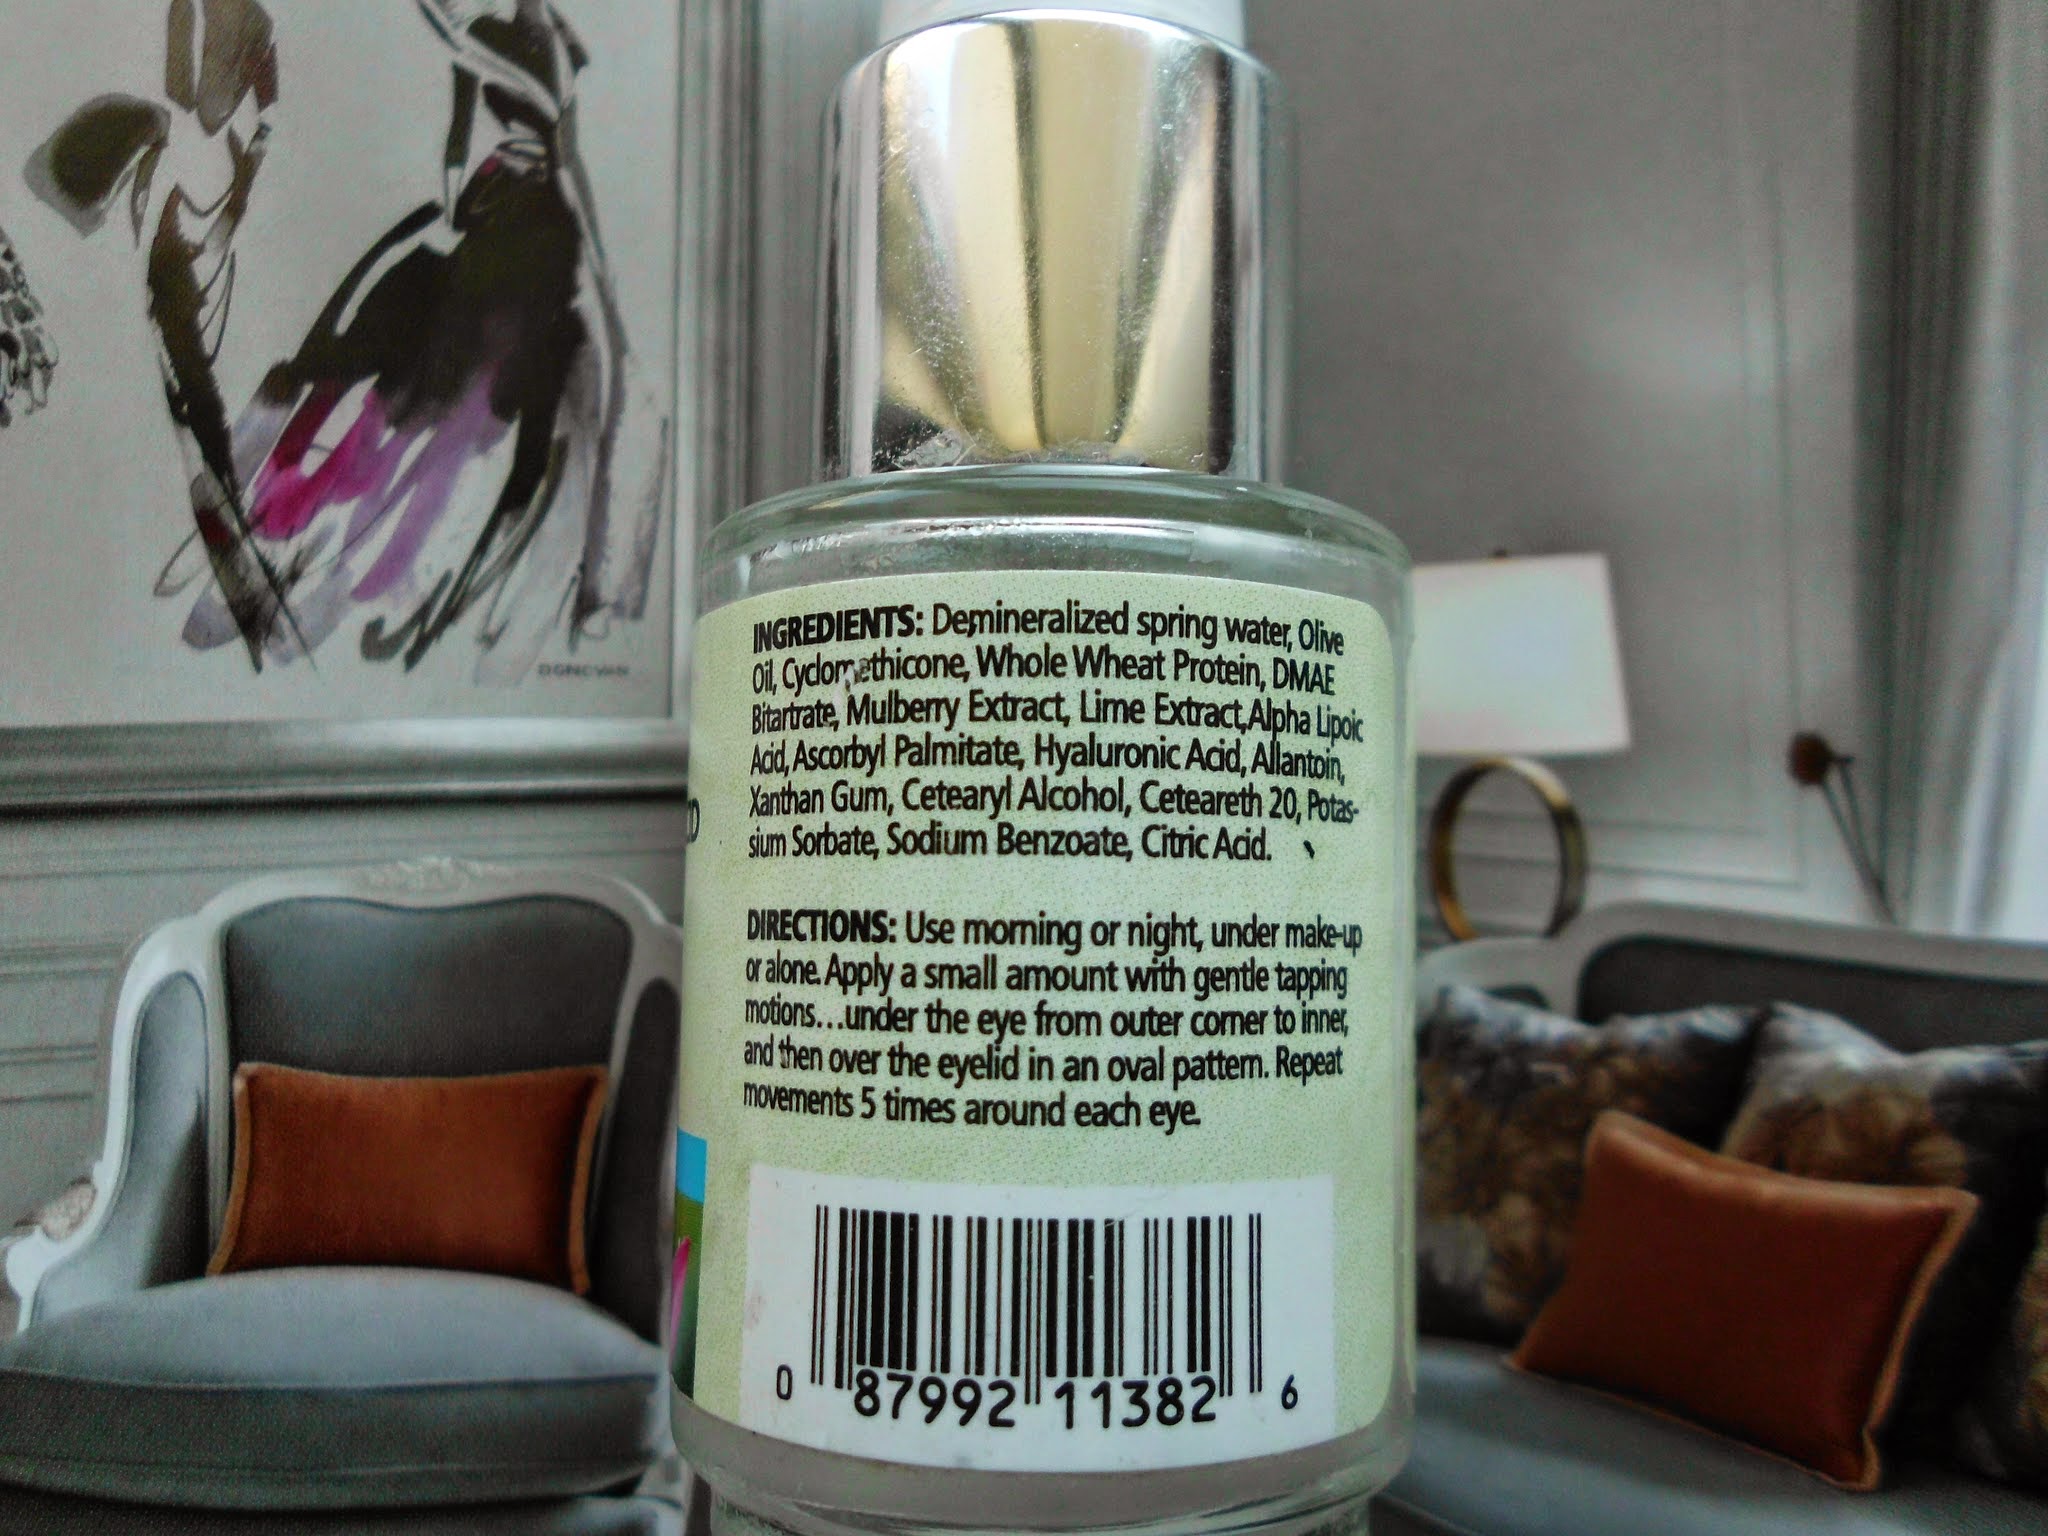 DONOVAN
INGREDIENTS: Demineralized spring water, Olive
Oil, Cyclomethicone, Whole Wheat Protein, DMAE
Bitartrate, Mulberry Extract, Lime Extract,Alpha Lipoic
Acid, Ascorbyl Palmitate, Hyaluronic Acid, Allantoin,
Xanthan Gum, Cetearyl Alcohol, Ceteareth 20, Potas-
sium Sorbate, Sodium Benzoate, Citric Acid.
DIRECTIONS: Use morning or night, under make-up
or alone. Apply a small amount with gentle tapping
motions...under the eye from outer corner to inner,
and then over the eyelid in an oval pattern. Repeat
movements 5 times around each eye.
0 87992 11382 6